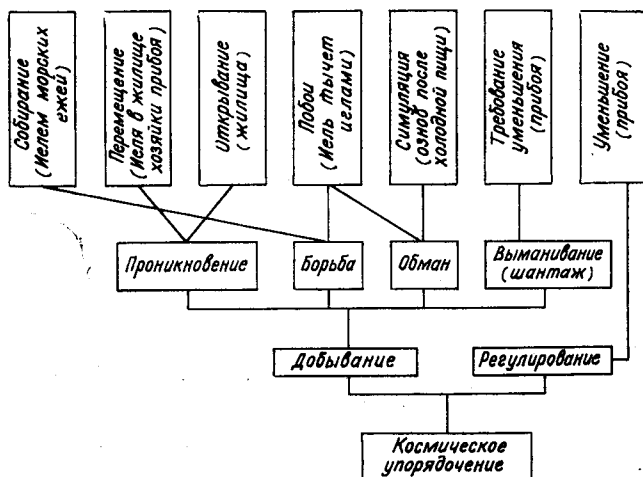 Собирание
(Иелем морских
ежей)
Перемещение
(Иеля в жилище
хозяйки прибоя)
Открывание
(жилища)
Побои
(Иель тычет
иглами)
Симуляция
(озноб после
холодной пищи)
Требование
уменьшения
(прибоя)
Уменьшение
(прибоя)
Проникновение
Борьба
Обман
Выманивание
(шантаж)
Добывание
Регулирование
Космическое
упорядочение